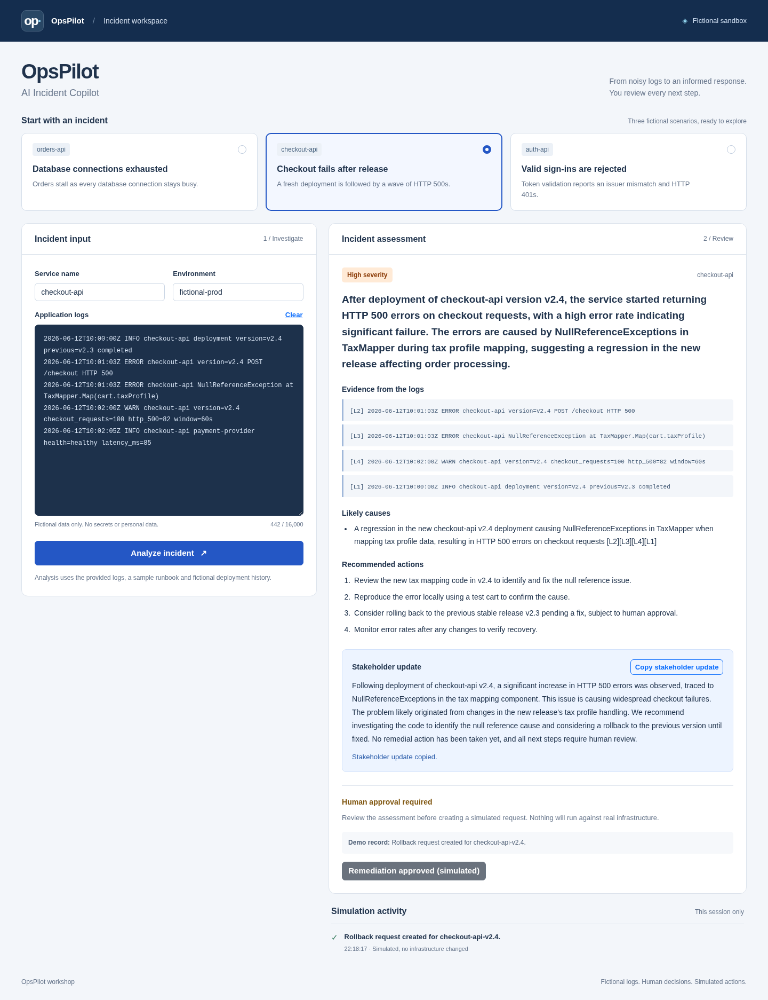 op·
OpsPilot / Incident workspace
◈ Fictional sandbox
OpsPilot
AI Incident Copilot
From noisy logs to an informed response.
You review every next step.
Start with an incident
Three fictional scenarios, ready to explore
orders-api
Database connections exhausted
Orders stall as every database connection stays busy.
checkout-api
Checkout fails after release
A fresh deployment is followed by a wave of HTTP 500s.
auth-api
Valid sign-ins are rejected
Token validation reports an issuer mismatch and HTTP
401s.
Incident input
1 / Investigate
Service name
Environment
checkout-api
fictional-prod
Application logs
Clear
2026-06-12T10:00:00Z INFO checkout-api deployment version=v2.4
previous=v2.3 completed
2026-06-12T10:01:03Z ERROR checkout-api version=v2.4 POST
/checkout HTTP 500
2026-06-12T10:01:03Z ERROR checkout-api NullReferenceException at
TaxMapper.Map(cart.taxProfile)
2026-06-12T10:02:00Z WARN checkout-api version=v2.4
checkout_requests=100 http_500=82 window=60s
2026-06-12T10:02:05Z INFO checkout-api payment-provider
health=healthy latency_ms=85
Fictional data only. No secrets or personal data.
442 / 16,000
Analyze incident ↗
Analysis uses the provided logs, a sample runbook and fictional deployment history.
Incident assessment
2 / Review
High severity
checkout-api
After deployment of checkout-api version v2.4, the service started returning
HTTP 500 errors on checkout requests, with a high error rate indicating
significant failure. The errors are caused by NullReferenceExceptions in
TaxMapper during tax profile mapping, suggesting a regression in the new
release affecting order processing.
Evidence from the logs
[L2] 2026-06-12T10:01:03Z ERROR checkout-api version=v2.4 POST /checkout HTTP 500
[L3] 2026-06-12T10:01:03Z ERROR checkout-api NullReferenceException at TaxMapper.Map(cart.taxProfile)
[L4] 2026-06-12T10:02:00Z WARN checkout-api version=v2.4 checkout_requests=100 http_500=82 window=60s
[L1] 2026-06-12T10:00:00Z INFO checkout-api deployment version=v2.4 previous=v2.3 completed
Likely causes
• A regression in the new checkout-api v2.4 deployment causing NullReferenceExceptions in TaxMapper when
mapping tax profile data, resulting in HTTP 500 errors on checkout requests [L2][L3][L4][L1]
Recommended actions
1. Review the new tax mapping code in v2.4 to identify and fix the null reference issue.
2. Reproduce the error locally using a test cart to confirm the cause.
3. Consider rolling back to the previous stable release v2.3 pending a fix, subject to human approval.
4. Monitor error rates after any changes to verify recovery.
Stakeholder update
Copy stakeholder update
Following deployment of checkout-api v2.4, a significant increase in HTTP 500 errors was observed, traced to
NullReferenceExceptions in the tax mapping component. This issue is causing widespread checkout failures.
The problem likely originated from changes in the new release's tax profile handling. We recommend
investigating the code to identify the null reference cause and considering a rollback to the previous version until
fixed. No remedial action has been taken yet, and all next steps require human review.
Stakeholder update copied.
Human approval required
Review the assessment before creating a simulated request. Nothing will run against real infrastructure.
Demo record: Rollback request created for checkout-api-v2.4.
Remediation approved (simulated)
Simulation activity
This session only
✓ Rollback request created for checkout-api-v2.4.
22:18:17 · Simulated, no infrastructure changed
OpsPilot workshop
Fictional logs. Human decisions. Simulated actions.